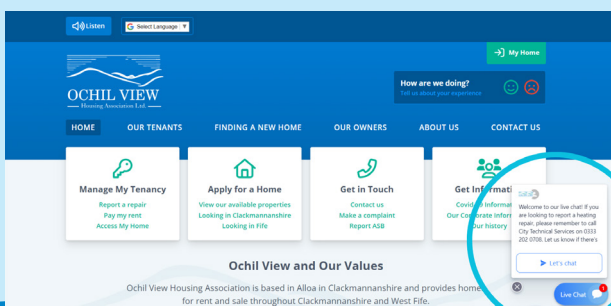 Listen
Select Language
My Home
How are we doing?
Tell us about your experience
OCHIL VIEW
Housing Association Ltd.
HOME
OUR TENANTS
FINDING A NEW HOME
OUR OWNERS
ABOUT US
CONTACT US
Manage My Tenancy
Report a repair
Pay my rent
Access My Home
Apply for a Home
View our available properties
Looking in Clackmannanshire
Looking in Fife
Get in Touch
Contact us
Make a complaint
Report ASB
Get Informati
Our Corporate Inform
Our history
Welcome to our live chat! If you
are looking to report a heating
repair, please remember to call
City Technical Services on 0333
202 0708. Let us know if there's
Let's chat
Live Chat
1
Ochil View and Our Values
Ochil View Housing Association is based in Alloa in Clackmannanshire and provides home
for rent and sale throughout Clackmannanshire and West Fife.